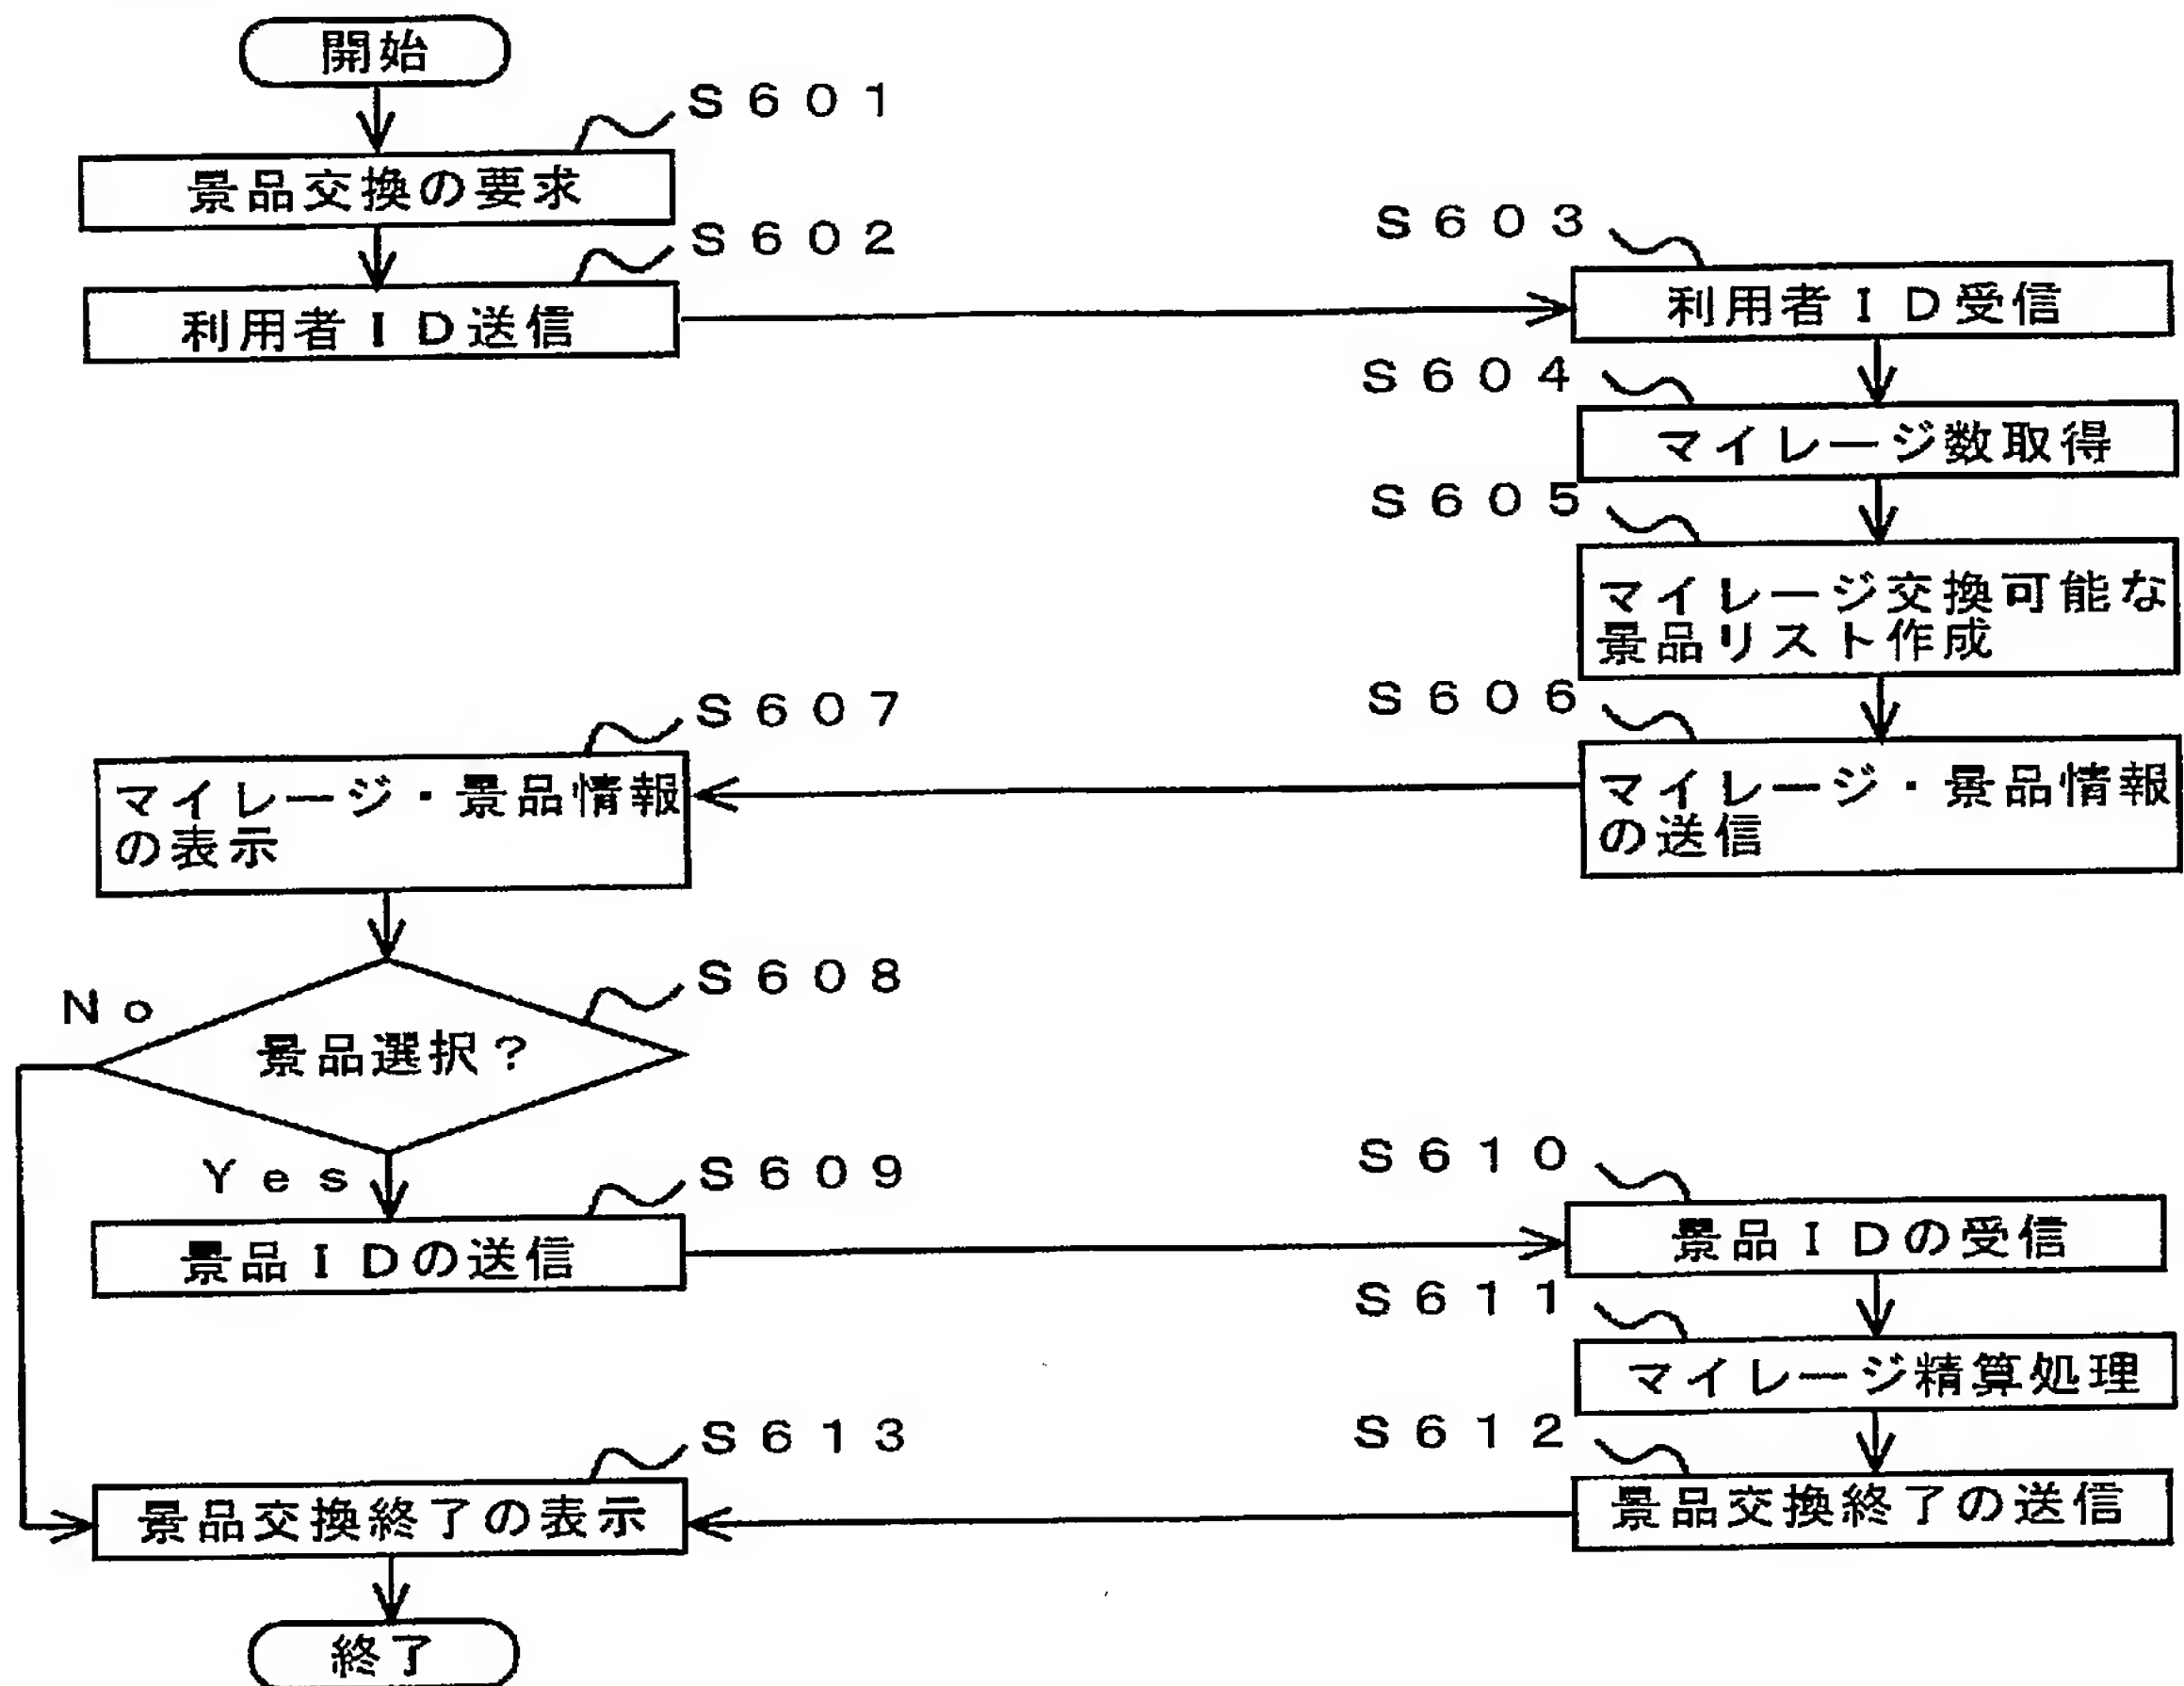 開始
S601
景品交換の要求
S602
利用者ID送信
S603
利用者ID受信
S604
マイレージ数取得
S605
マイレージ交換可能な
景品リスト作成
S606
マイレージ・景品情報
の送信
S607
マイレージ・景品情報
の表示
S608
No
景品選択?
Yes
S609
景品IDの送信
S610
景品IDの受信
S611
マイレージ精算処理
S612
景品交換終了の送信
S613
景品交換終了の表示
終了